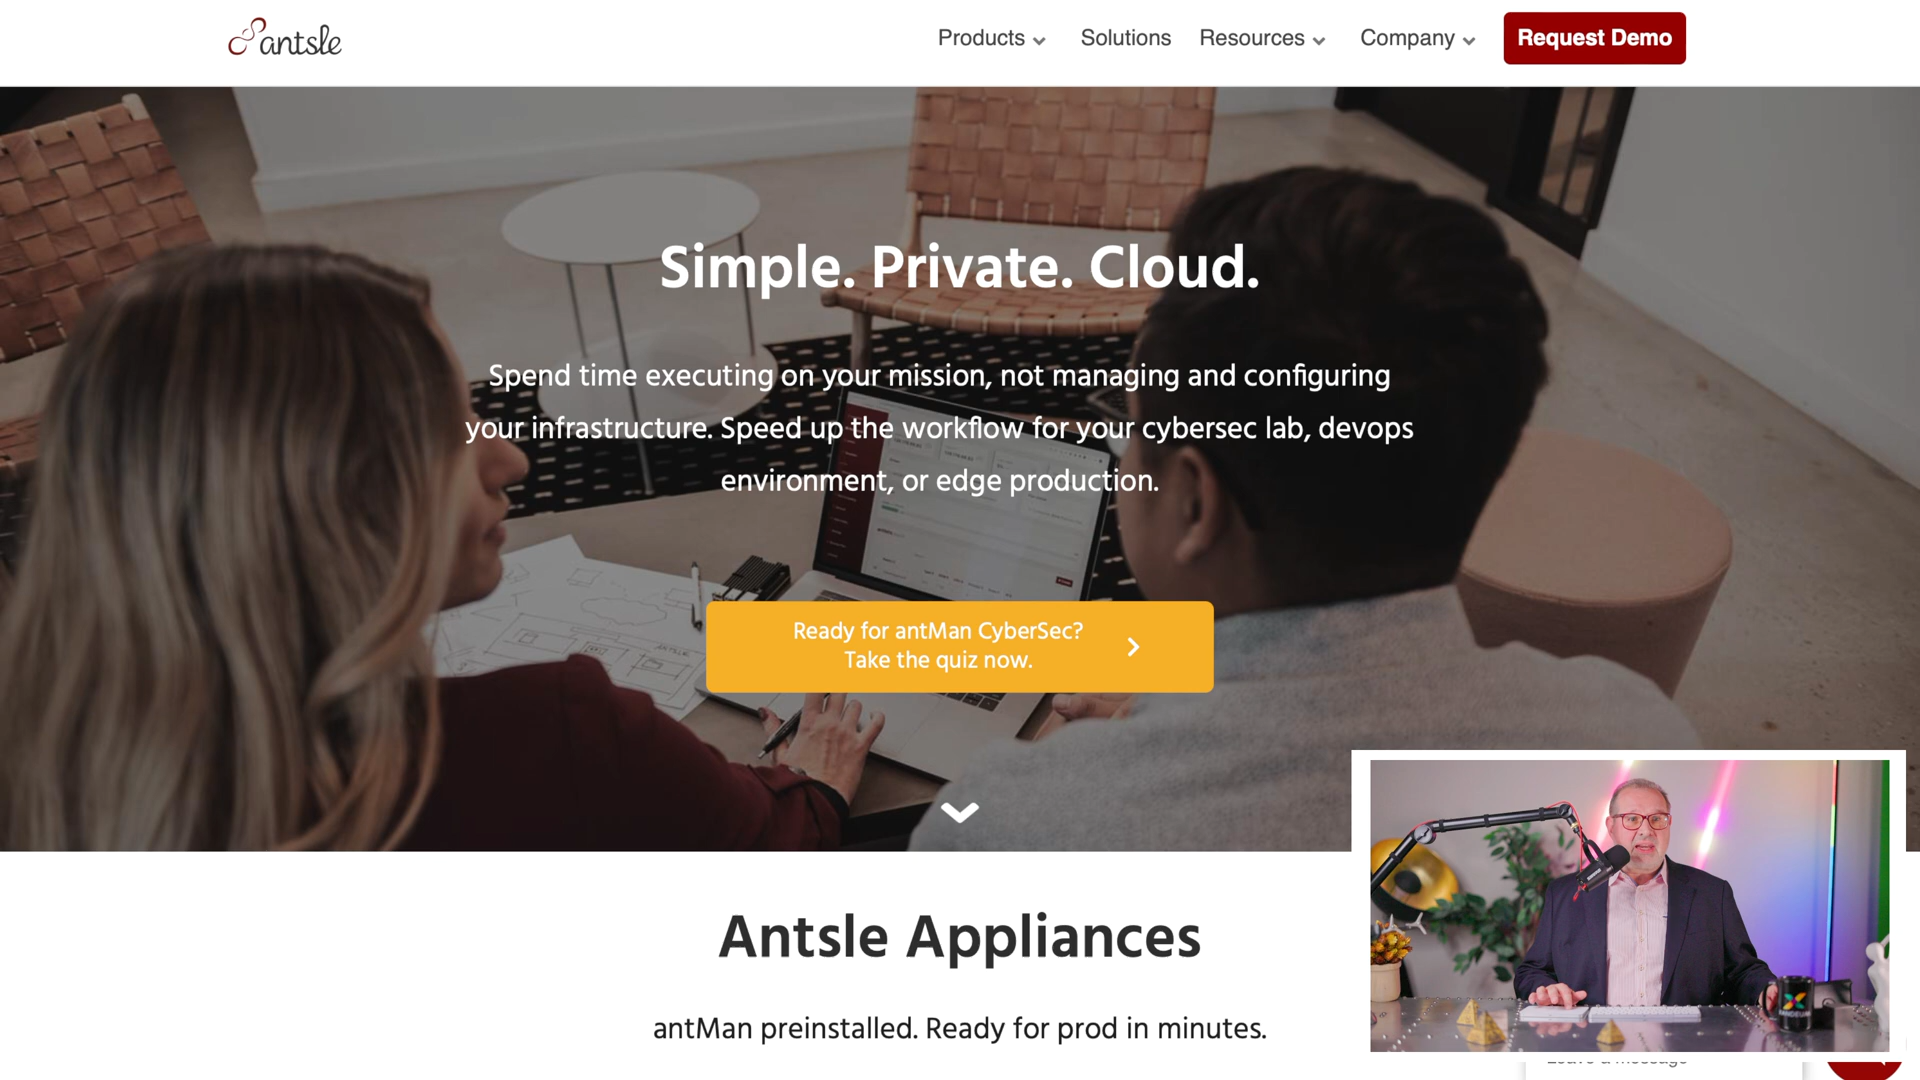 antsle
Products
Solutions
Resources
Company
Request Demo
Simple. Private. Cloud.
Spend time executing on your mission, not managing and configuring
your infrastructure. Speed up the workflow for your cybersec lab, devops
environment, or edge production.
Ready for antMan CyberSec?
Take the quiz now.
Antsle Appliances
antMan preinstalled. Ready for prod in minutes.
Leave a message